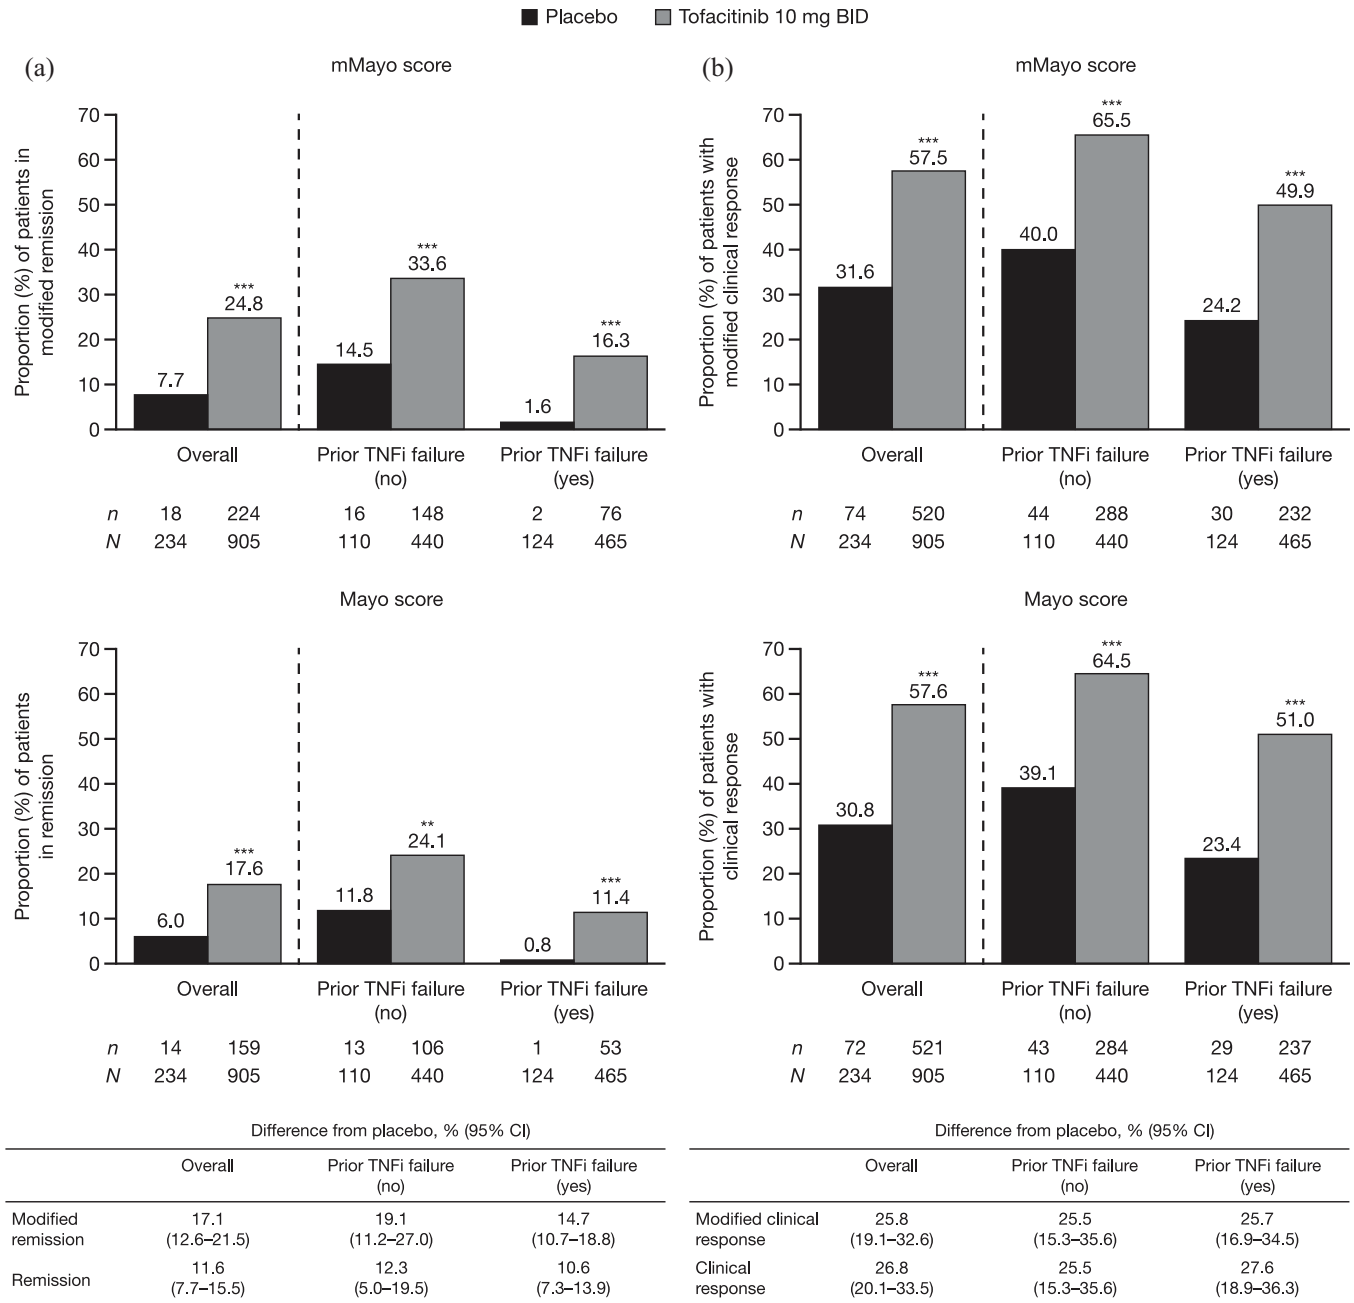 Placebo Tofacitinib 10 mg BID
(a)
mMayo score
Proportion (%) of patients in
modified remission
70
60
50
40
30
20
10
0
7.7
***
24.8
14.5
***
33.6
1.6
***
16.3
Overall
Prior TNFi failure
(no)
Prior TNFi failure
(yes)
n 18 224 16 148 2 76
N 234 905 110 440 124 465
Mayo score
Proportion (%) of patients
in remission
70
60
50
40
30
20
10
0
6.0
***
17.6
11.8
**
24.1
0.8
***
11.4
Overall
Prior TNFi failure
(no)
Prior TNFi failure
(yes)
n 14 159 13 106 1 53
N 234 905 110 440 124 465
Difference from placebo, % (95% CI)
Overall Prior TNFi failure Prior TNFi failure
(no) (yes)
Modified 17.1 19.1 14.7
remission (12.6–21.5) (11.2–27.0) (10.7–18.8)
Remission
11.6 12.3 10.6
(7.7–15.5) (5.0–19.5) (7.3–13.9)
(b)
mMayo score
Proportion (%) of patients with
modified clinical response
70
60
50
40
30
20
10
0
31.6
***
57.5
40.0
***
65.5
24.2
***
49.9
Overall
Prior TNFi failure
(no)
Prior TNFi failure
(yes)
n 74 520 44 288 30 232
N 234 905 110 440 124 465
Mayo score
Proportion (%) of patients with
clinical response
70
60
50
40
30
20
10
0
30.8
***
57.6
39.1
***
64.5
23.4
***
51.0
Overall
Prior TNFi failure
(no)
Prior TNFi failure
(yes)
n 72 521 43 284 29 237
N 234 905 110 440 124 465
Difference from placebo, % (95% CI)
Overall Prior TNFi failure Prior TNFi failure
(no) (yes)
Modified clinical 25.8 25.5 25.7
response (19.1–32.6) (15.3–35.6) (16.9–34.5)
Clinical 26.8 25.5 27.6
response (20.1–33.5) (15.3–35.6) (18.9–36.3)